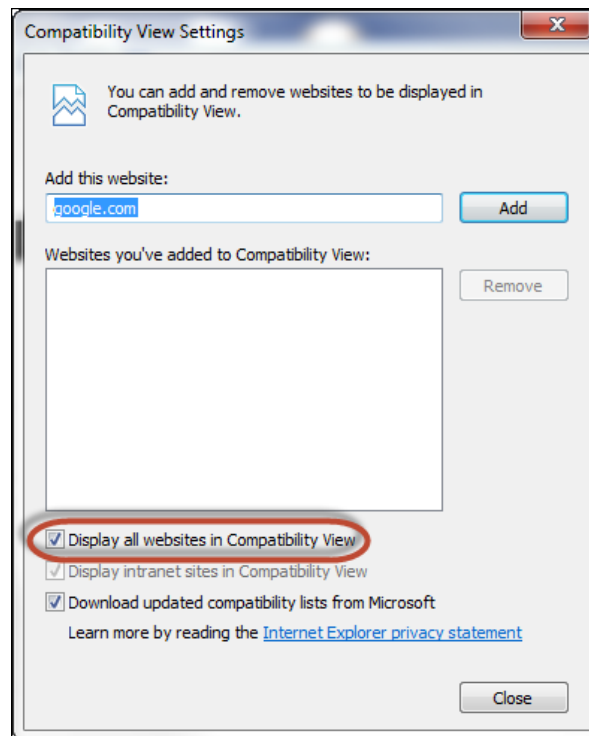 Compatibility View Settings
You can add and remove websites to be displayed in
Compatibility View.
Add this website:
google.com
Add
Websites you've added to Compatibility View:
Remove
Display all websites in Compatibility View
Display intranet sites in Compatibility View
Download updated compatibility lists from Microsoft
Learn more by reading the Internet Explorer privacy statement
Close